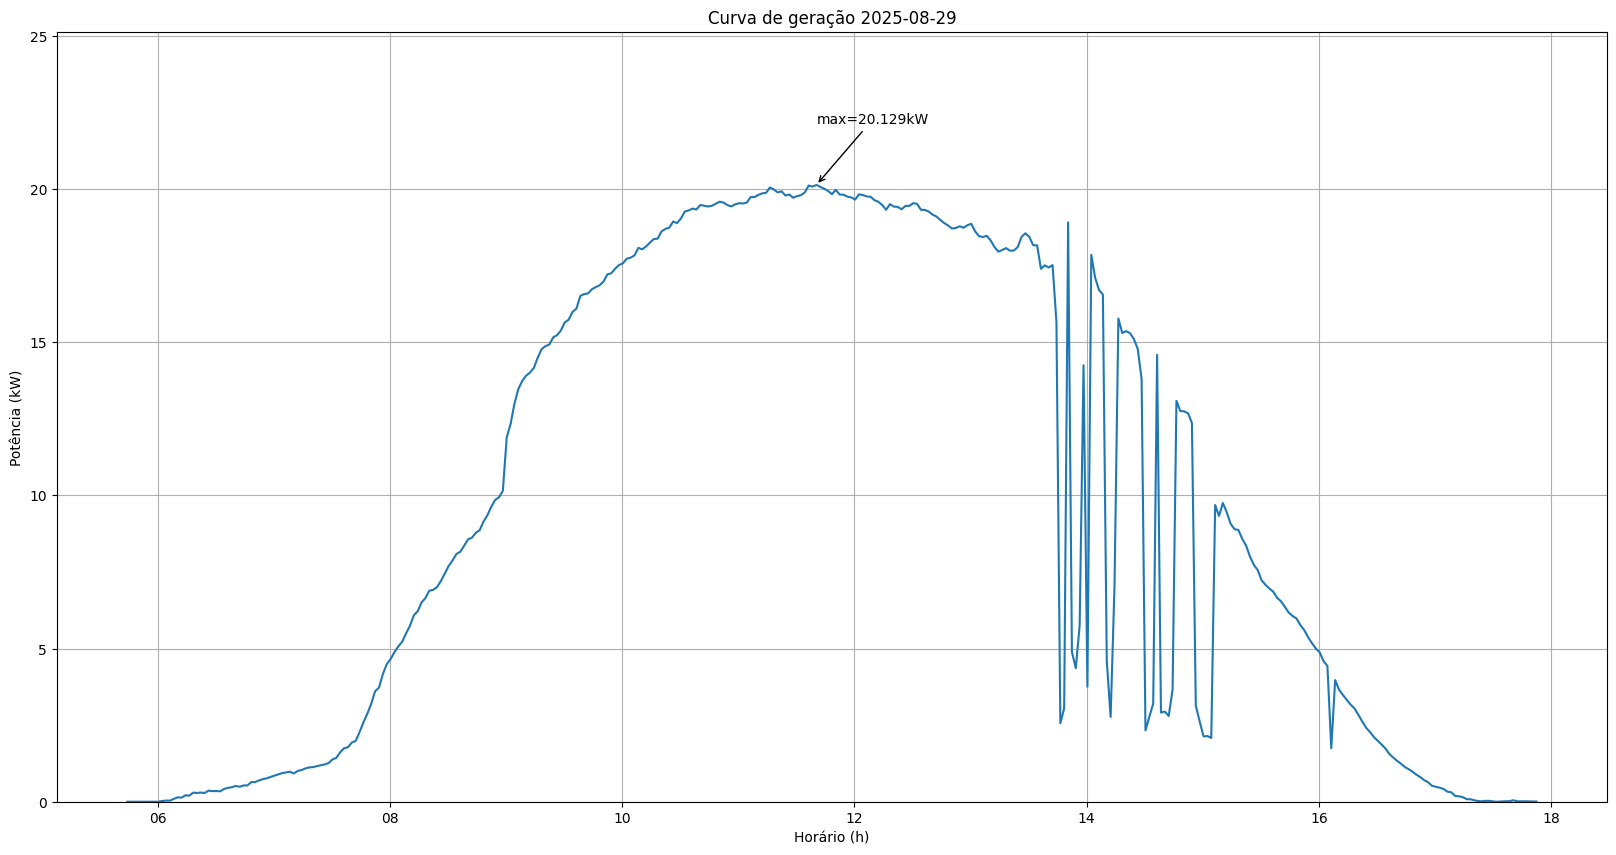 Curva de geração 2025-08-29
25
max=20.129kW
20
15
Potência (kW)
10
5
0
06 08 10 12 14 16 18
Horário (h)